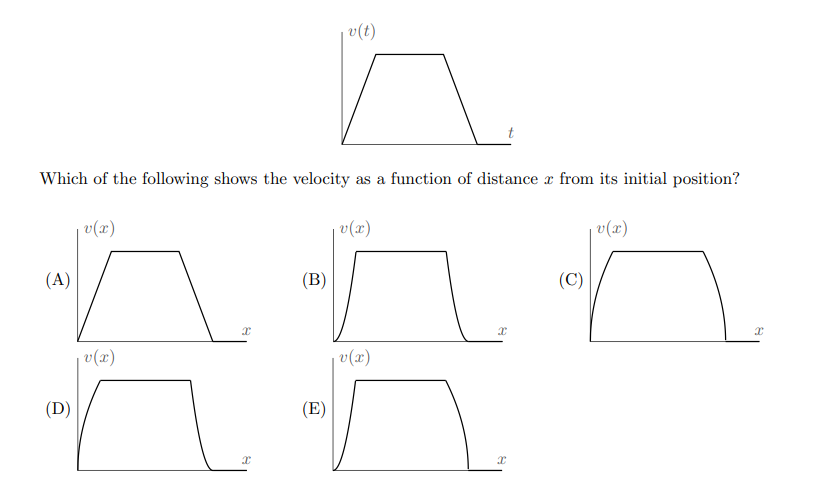 v(t)
t
Which of the following shows the velocity as a function of distance x from its initial position?
v(x) v(x) v(x)
(A) (B) (C)
x x x
v(x) v(x)
(D) (E)
x x